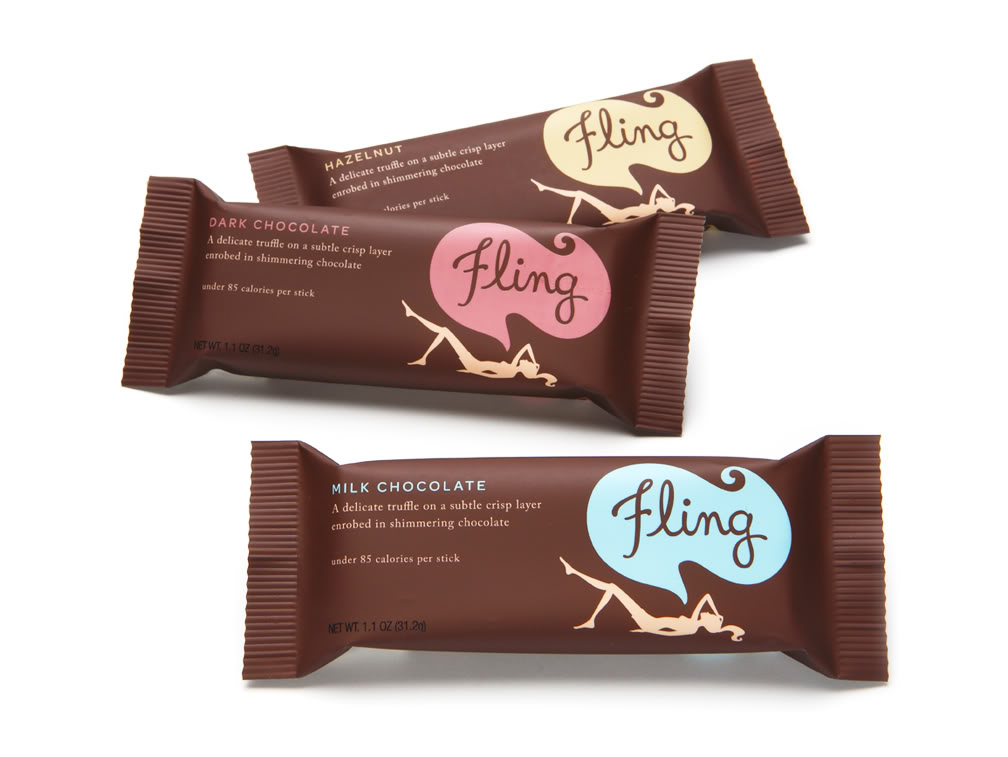 HAZELNUT
A delicate truffle on a subtle crisp layer
enrobed in shimmering chocolate
per stick
Fling
DARK CHOCOLATE
A delicate truffle on a subtle crisp layer
enrobed in shimmering chocolate
under 85 calories per stick
NET WT. 1.1 OZ (31.2g)
Fling
MILK CHOCOLATE
A delicate truffle on a subtle crisp layer
enrobed in shimmering chocolate
under 85 calories per stick
NET WT. 1.1 OZ (31.2g)
Fling